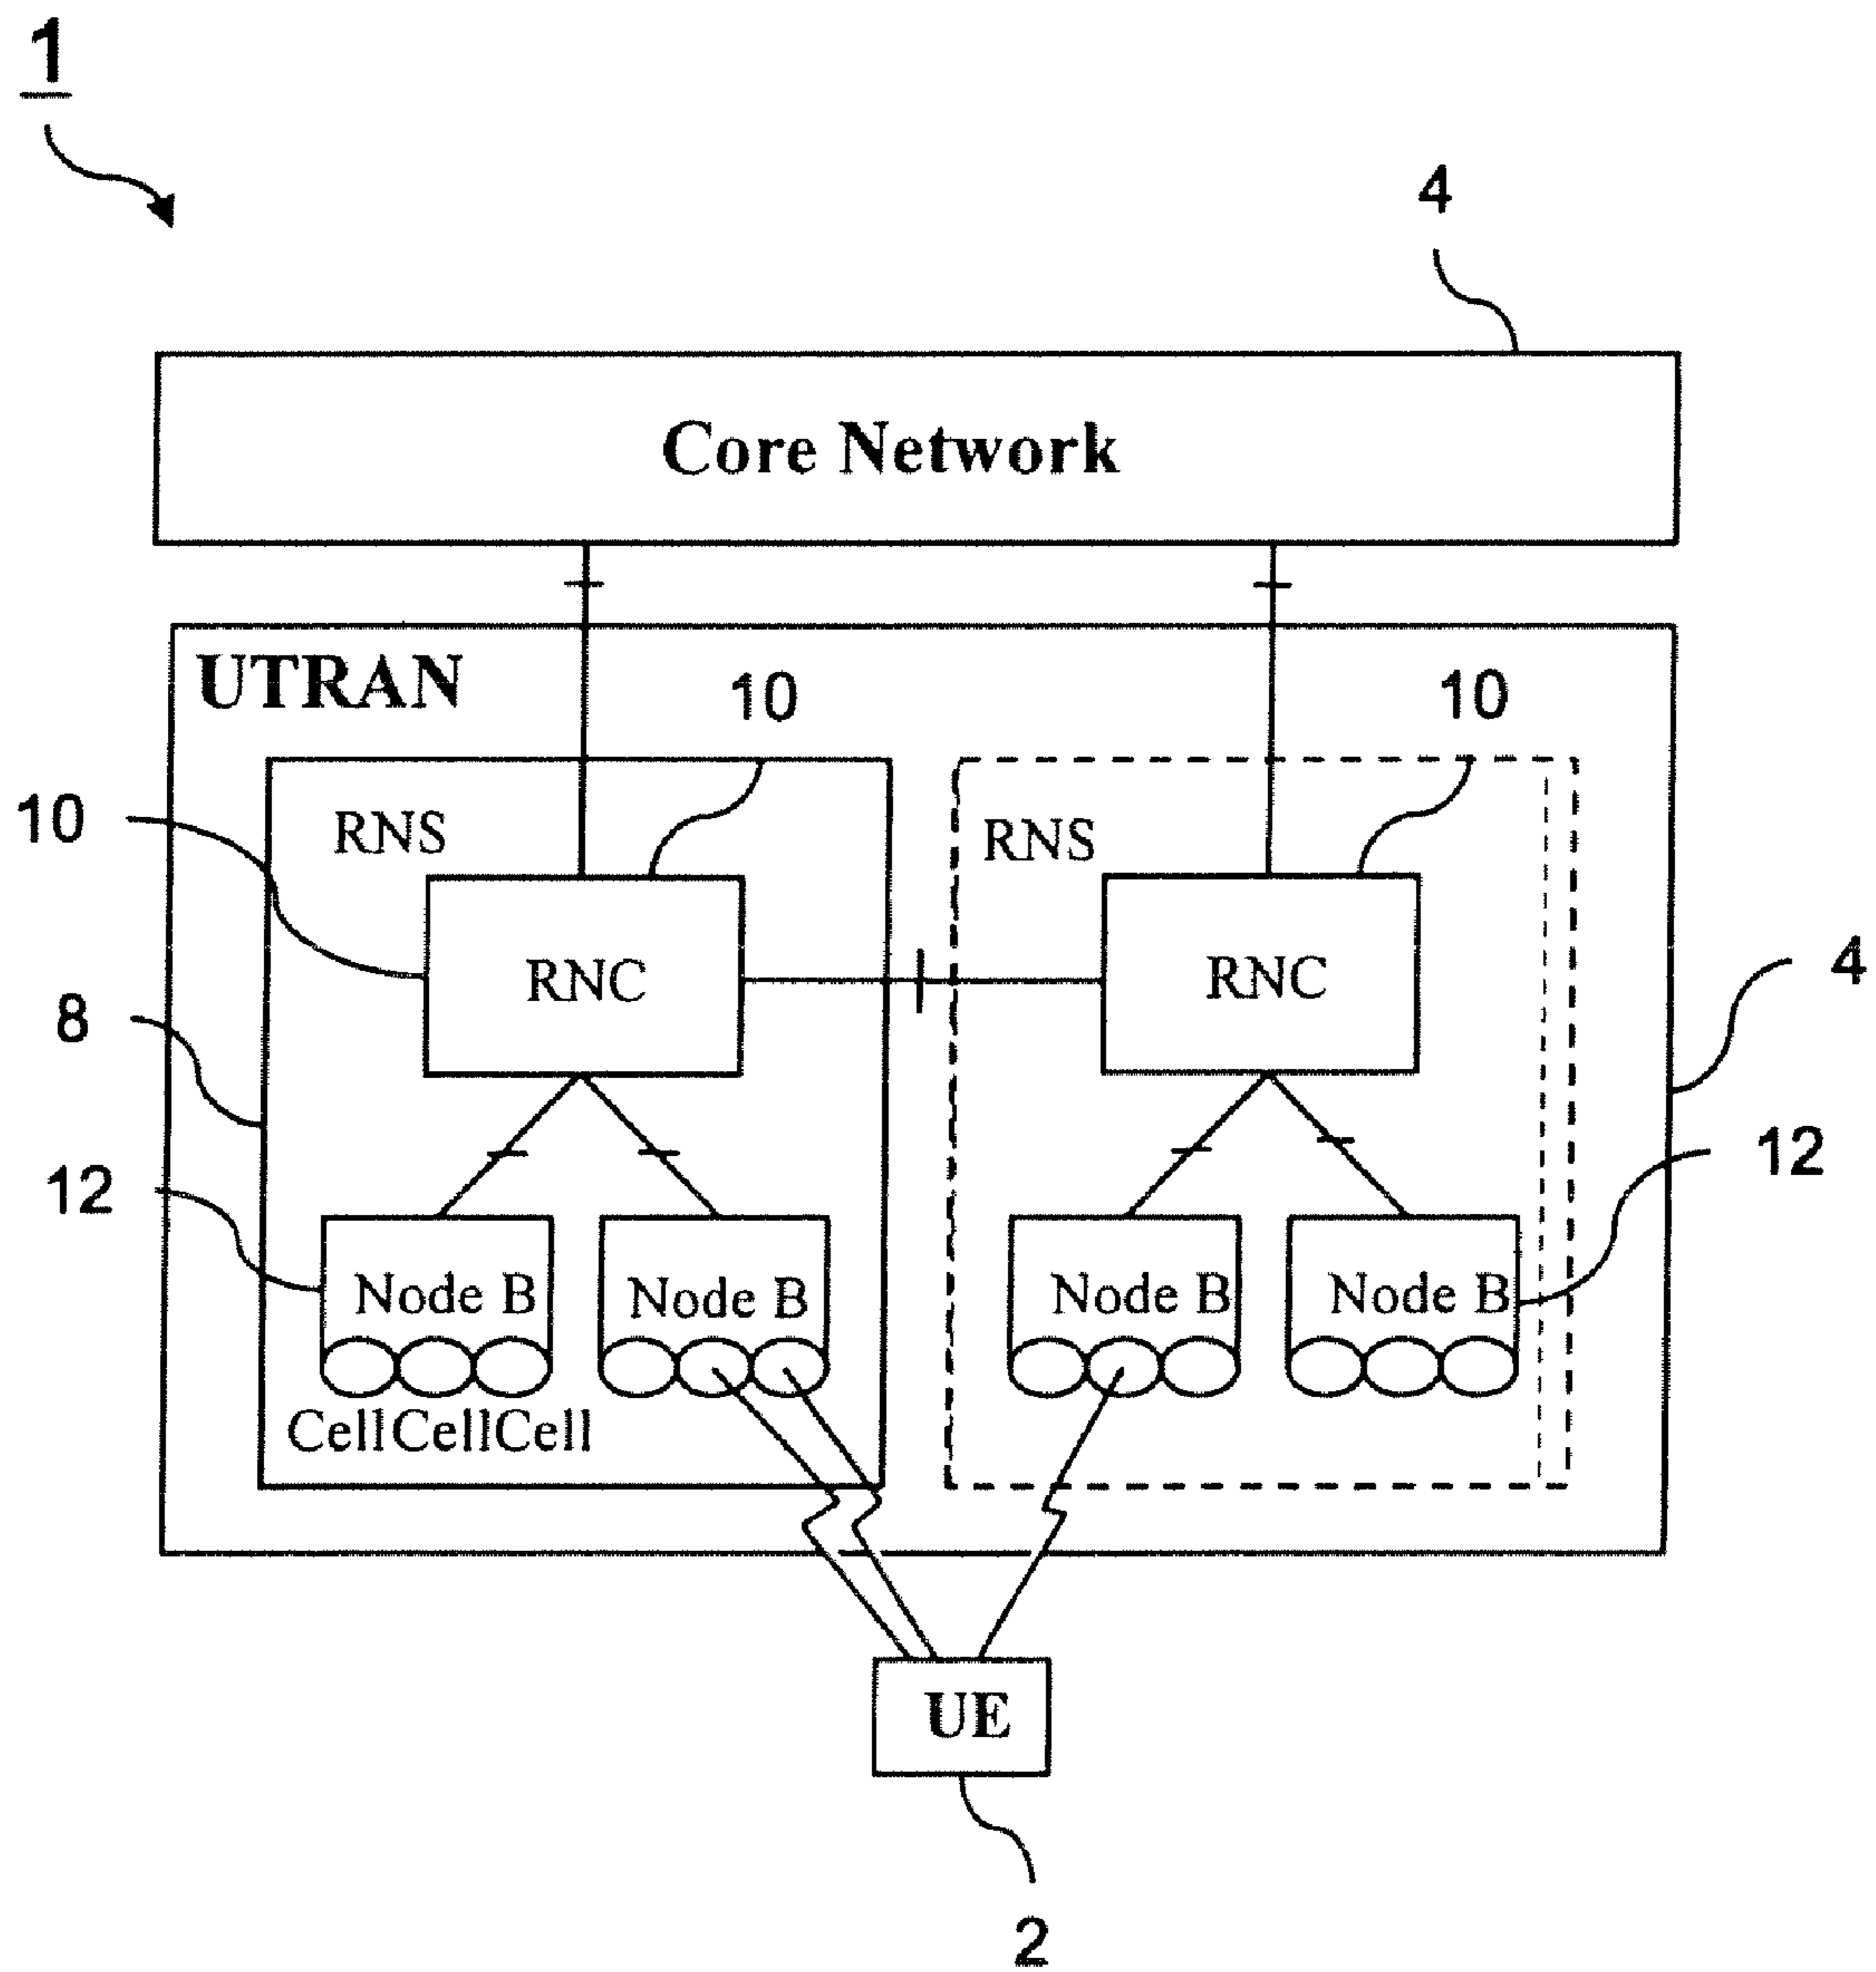 1
4
Core Network
UTRAN
10
10
10
RNS
RNS
RNC
RNC
4
8
12
12
Node B
Node B
Node B
Node B
CellCellCell
UE
2